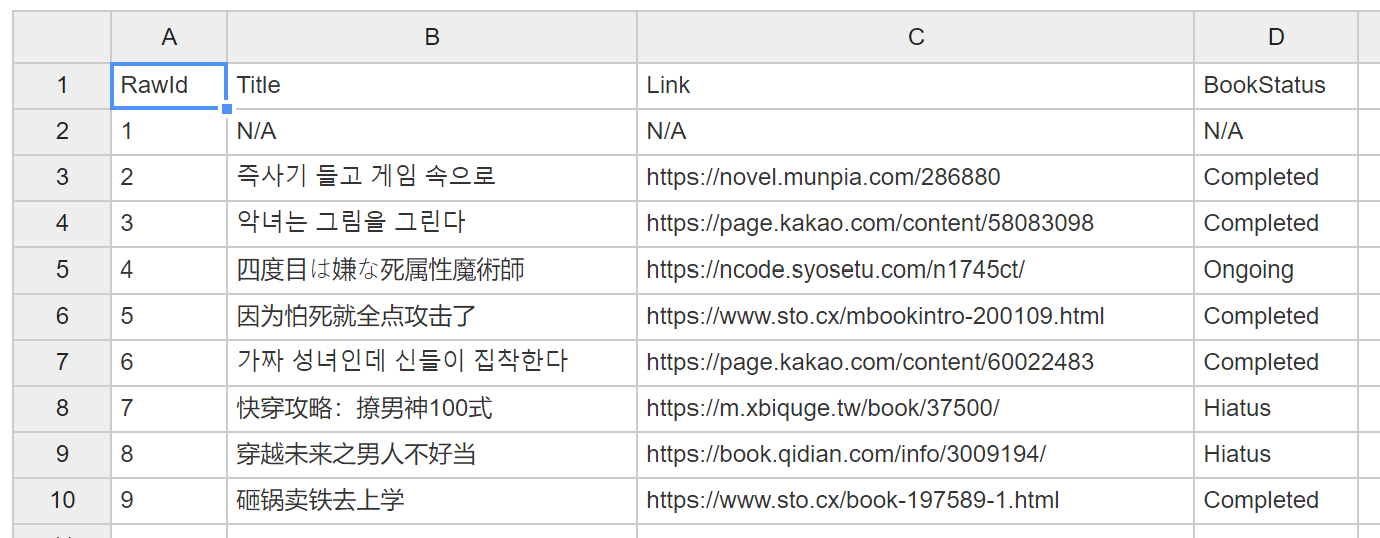 A B C D
1 RawId Title Link BookStatus
2 1 N/A N/A N/A
3 2 즉사기 들고 게임 속으로 https://novel.munpia.com/286880 Completed
4 3 악녀는 그림을 그린다 https://page.kakao.com/content/58083098 Completed
5 4 四度目は嫌な死属性魔術師 https://ncode.syosetu.com/n1745ct/ Ongoing
6 5 因为怕死就全点攻击了 https://www.sto.cx/mbookintro-200109.html Completed
7 6 가짜 성녀인데 신들이 집착한다 https://page.kakao.com/content/60022483 Completed
8 7 快穿攻略：撩男神100式 https://m.xbiquge.tw/book/37500/ Hiatus
9 8 穿越未来之男人不好当 https://book.qidian.com/info/3009194/ Hiatus
10 9 砸锅卖铁去上学 https://www.sto.cx/book-197589-1.html Completed